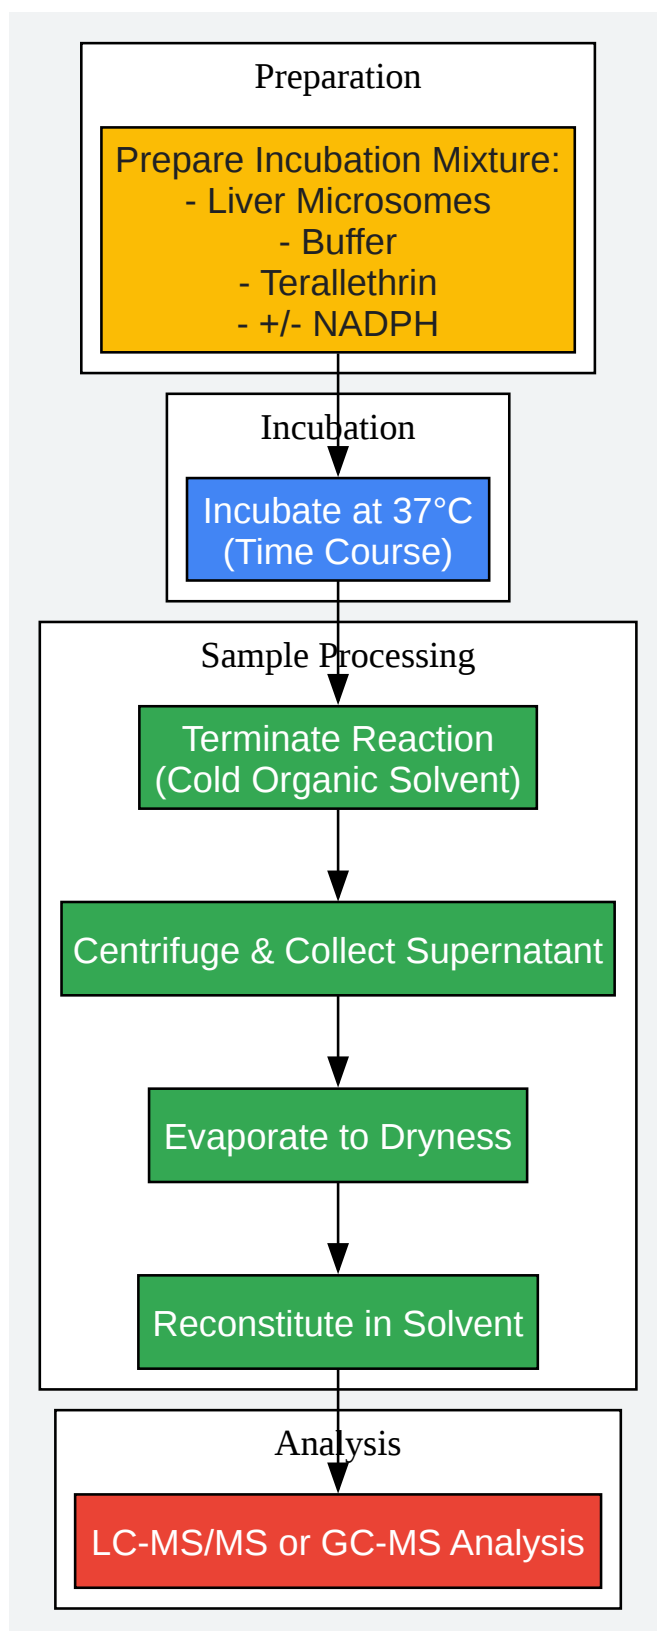 Preparation
Prepare Incubation Mixture:
- Liver Microsomes
- Buffer
- Terallethrin
- +/- NADPH
Incubation
Incubate at 37°C
(Time Course)
Sample Processing
Terminate Reaction
(Cold Organic Solvent)
Centrifuge & Collect Supernatant
Evaporate to Dryness
Reconstitute in Solvent
Analysis
LC-MS/MS or GC-MS Analysis